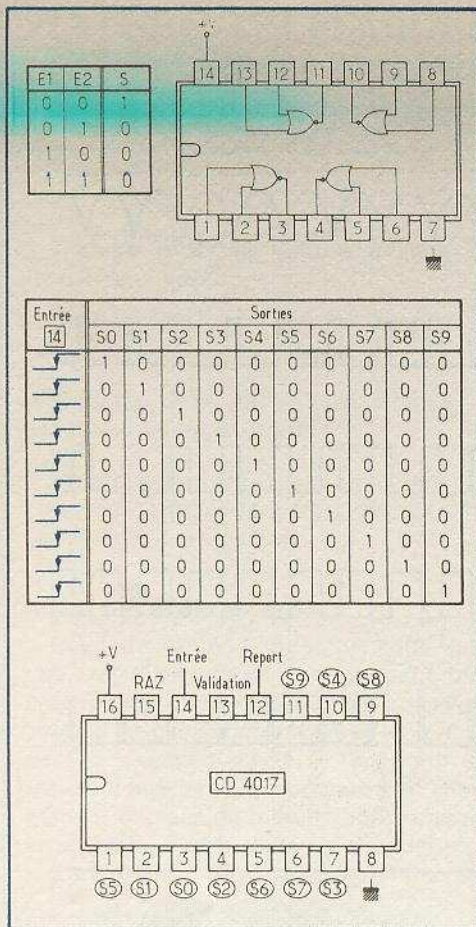 +V
E1 E2 S
0 0 1
0 1 0
1 0 0
1 1 0
14 13 12 11 10 9 8
1 2 3 4 5 6 7
Entrée Sorties
14 S0 S1 S2 S3 S4 S5 S6 S7 S8 S9
1 0 0 0 0 0 0 0 0 0
0 1 0 0 0 0 0 0 0 0
0 0 1 0 0 0 0 0 0 0
0 0 0 1 0 0 0 0 0 0
0 0 0 0 1 0 0 0 0 0
0 0 0 0 0 1 0 0 0 0
0 0 0 0 0 0 1 0 0 0
0 0 0 0 0 0 0 1 0 0
0 0 0 0 0 0 0 0 1 0
0 0 0 0 0 0 0 0 0 1
+V Entrée Report
RAZ Validation S9 S4 S8
16 15 14 13 12 11 10 9
CD 4017
1 2 3 4 5 6 7 8
S5 S1 S0 S2 S6 S7 S3